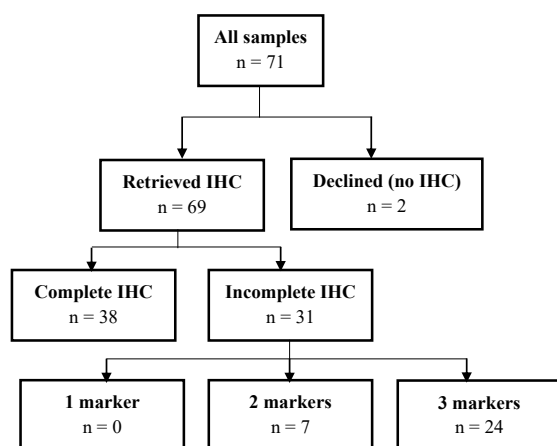 All samples
n = 71
Retrieved IHC
n = 69
Declined (no IHC)
n = 2
Complete IHC
n = 38
Incomplete IHC
n = 31
1 marker
n = 0
2 markers
n = 7
3 markers
n = 24